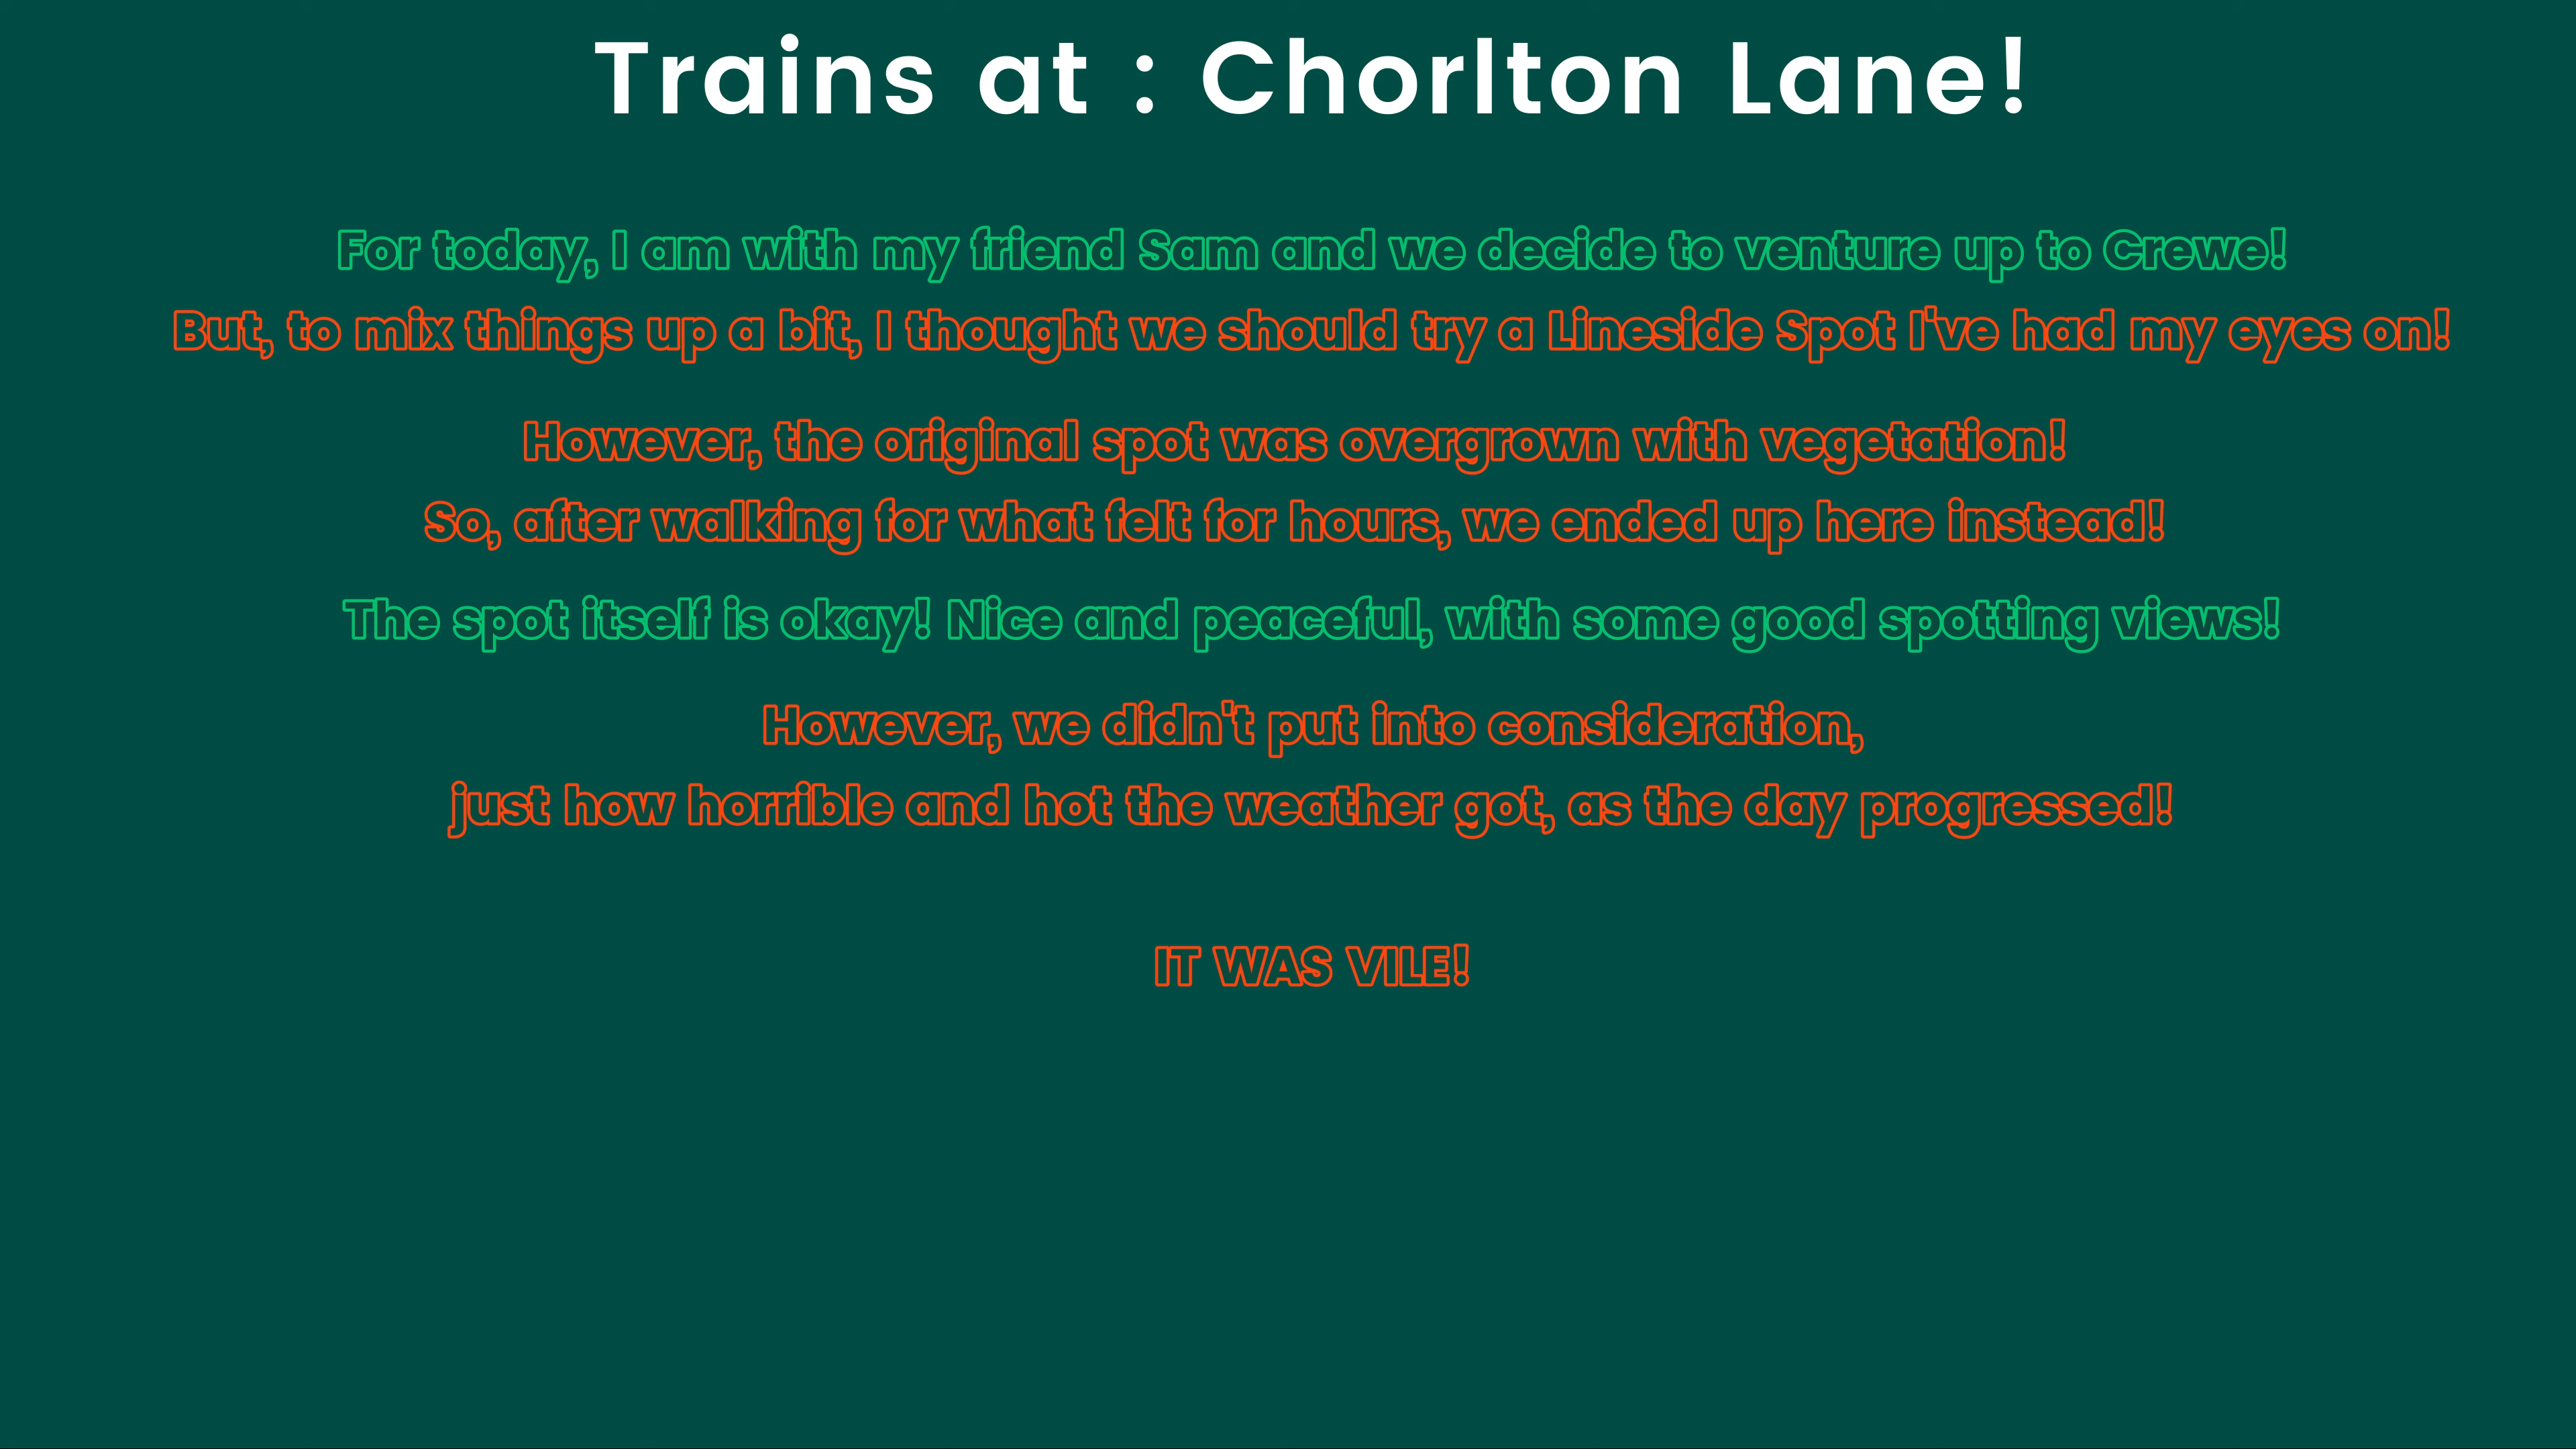 Trains at : Chorlton Lane!
For today, I am with my friend Sam and we decide to venture up to Crewe!
But, to mix things up a bit, I thought we should try a Lineside Spot I've had my eyes on!
However, the original spot was overgrown with vegetation!
So, after walking for what felt for hours, we ended up here instead!
The spot itself is okay! Nice and peaceful, with some good spotting views!
However, we didn't put into consideration,
just how horrible and hot the weather got, as the day progressed!
IT WAS VILE!